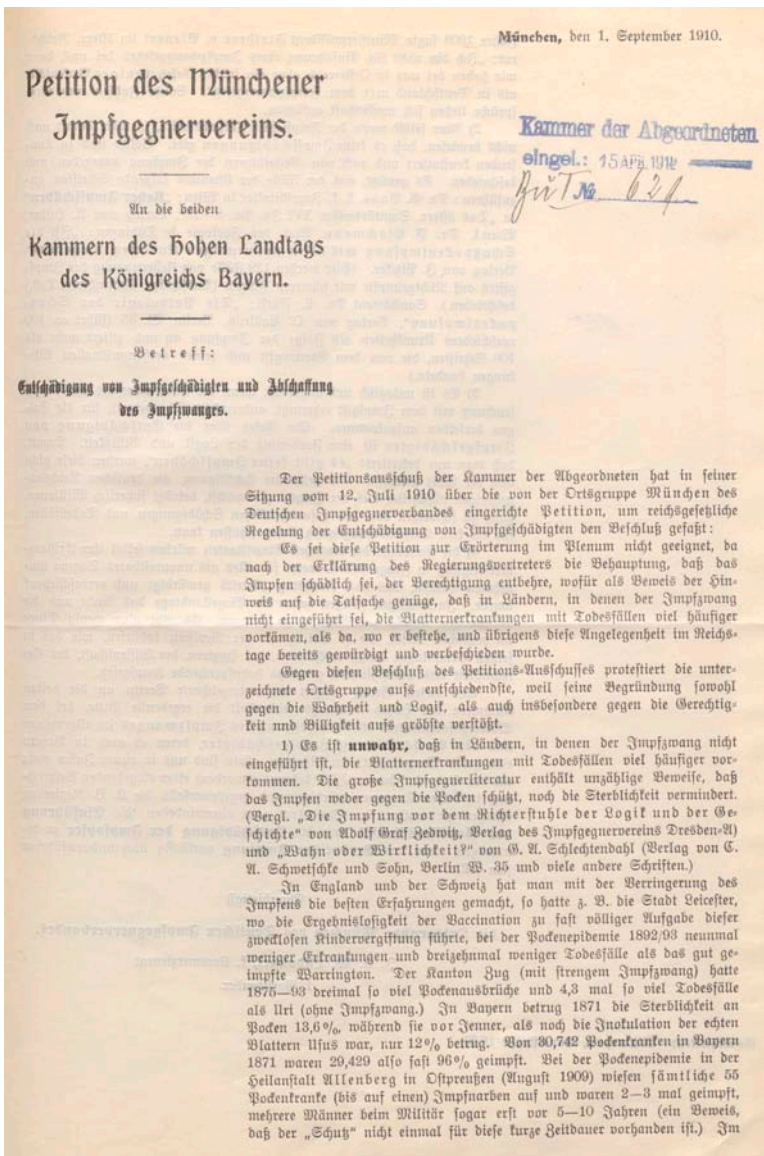 München, den 1. September 1910.
Petition des Münchener
Impfgegnervereins.
Kammer der Abgeordneten
eingel.: 15 APR. 1912
Zu I № 621
An die beiden
Kammern des Hohen Landtags
des Königreichs Bayern.
Betreff:
Entschädigung von Impfgeschädigten und Abschaffung
des Impfzwanges.
Der Petitionsausschuß der Kammer der Abgeordneten hat in seiner
Sitzung vom 12. Juli 1910 über die von der Ortsgruppe München des
Deutschen Impfgegnerverbandes eingerichte Petition, um reichsgesetzliche
Regelung der Entschädigung von Impfgeschädigten den Beschluß gefaßt:
Es sei diese Petition zur Erörterung im Plenum nicht geeignet, da
nach der Erklärung des Regierungsvertreters die Behauptung, daß das
Impfen schädlich sei, der Berechtigung entbehre, wofür als Beweis der Hin-
weis auf die Tatsache genüge, daß in Ländern, in denen der Impfzwang
nicht eingeführt sei, die Blatternerkrankungen mit Todesfällen viel häufiger
vorkämen, als da, wo er bestehe, und übrigens diese Angelegenheit im Reichs-
tage bereits gewürdigt und verbeschieden wurde.
Gegen diesen Beschluß des Petitions-Ausschusses protestiert die unter-
zeichnete Ortsgruppe aufs entschiedendste, weil seine Begründung sowohl
gegen die Wahrheit und Logik, als auch insbesondere gegen die Gerechtig-
keit nnd Billigkeit aufs gröbste verstößt.
1) Es ist unwahr, daß in Ländern, in denen der Impfzwang nicht
eingeführt ist, die Blatternerkrankungen mit Todesfällen viel häufiger vor-
kommen. Die große Impfgegnerliteratur enthält unzählige Beweise, daß
das Impfen weder gegen die Pocken schützt, noch die Sterblichkeit vermindert.
(Vergl. „Die Impfung vor dem Richterstuhle der Logik und der Ge-
schichte“ von Adolf Graf Zedwitz, Verlag des Impfgegnervereins Dresden-A)
und „Wahn oder Wirklichkeit?“ von G. A. Schlechtendahl (Verlag von C.
A. Schwetschke und Sohn, Berlin W. 35 und viele andere Schriften.)
In England und der Schweiz hat man mit der Verringerung des
Impfens die besten Erfahrungen gemacht, so hatte z. B. die Stadt Leicester,
wo die Ergebnislosigkeit der Vaccination zu fast völliger Aufgabe dieser
zwecklosen Kindervergiftung führte, bei der Pockenepidemie 1892/93 neunmal
weniger Erkrankungen und dreizehnmal weniger Todesfälle als das gut ge-
impfte Warrington. Der Kanton Zug (mit strengem Impfzwang) hatte
1875—93 dreimal so viel Pockenausbrüche und 4,3 mal so viel Todesfälle
als Uri (ohne Impfzwang.) In Bayern betrug 1871 die Sterblichkeit an
Pocken 13,6%, während sie vor Jenner, als noch die Inokulation der echten
Blattern Usus war, nur 12% betrug. Von 30,742 Pockenkranken in Bayern
1871 waren 29,429 also fast 96% geimpft. Bei der Pockenepidemie in der
Heilanstalt Allenberg in Ostpreußen (August 1909) wiesen sämtliche 55
Pockenkranke (bis auf einen) Impfnarben auf und waren 2—3 mal geimpft,
mehrere Männer beim Militär sogar erst vor 5—10 Jahren (ein Beweis,
daß der „Schutz“ nicht einmal für diese kurze Zeitdauer vorhanden ist.) Im